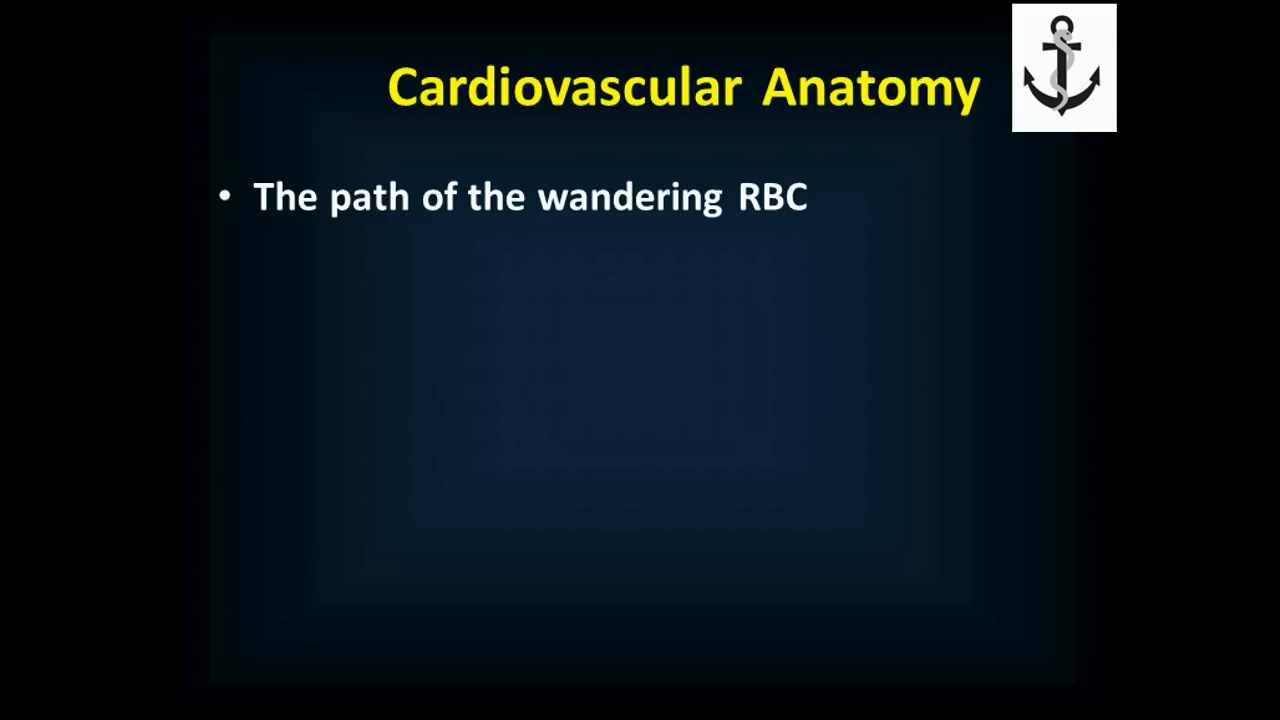 Cardiovascular Anatomy
• The path of the wandering RBC